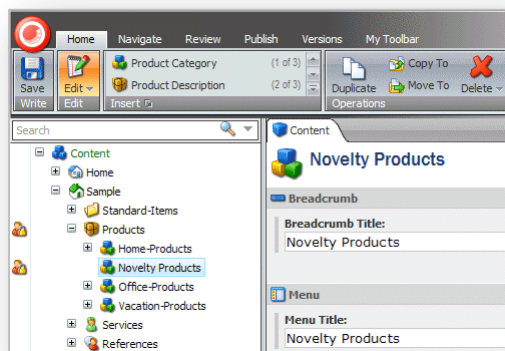 Home Navigate Review Publish Versions My Toolbar
Save
Write
Edit
Edit
Product Category (1 of 3)
Product Description (2 of 3)
Insert
Duplicate
Copy To
Move To
Delete
Operations
Search
Content
Home
Sample
Standard-Items
Products
Home-Products
Novelty Products
Office-Products
Vacation-Products
Services
References
Content
Novelty Products
Breadcrumb
Breadcrumb Title:
Novelty Products
Menu
Menu Title:
Novelty Products